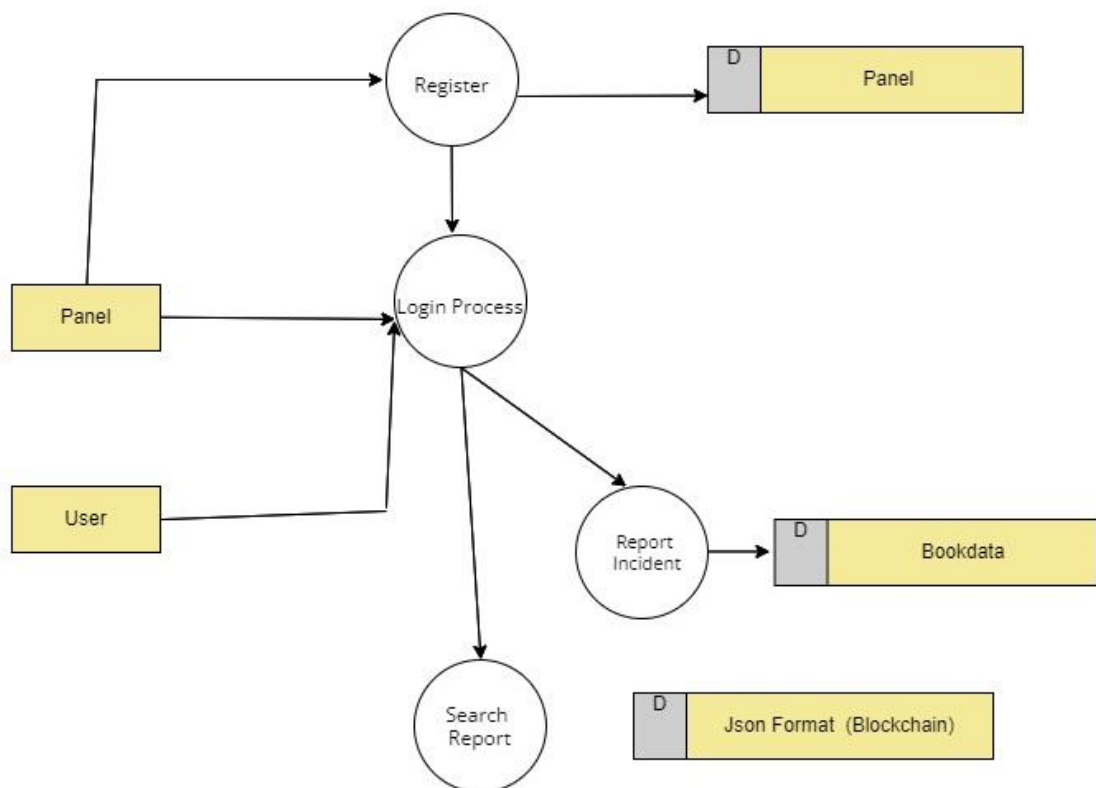 D
Panel
Register
Login Process
Panel
User
Report
Incident
D
Bookdata
Search
Report
D
Json Format (Blockchain)